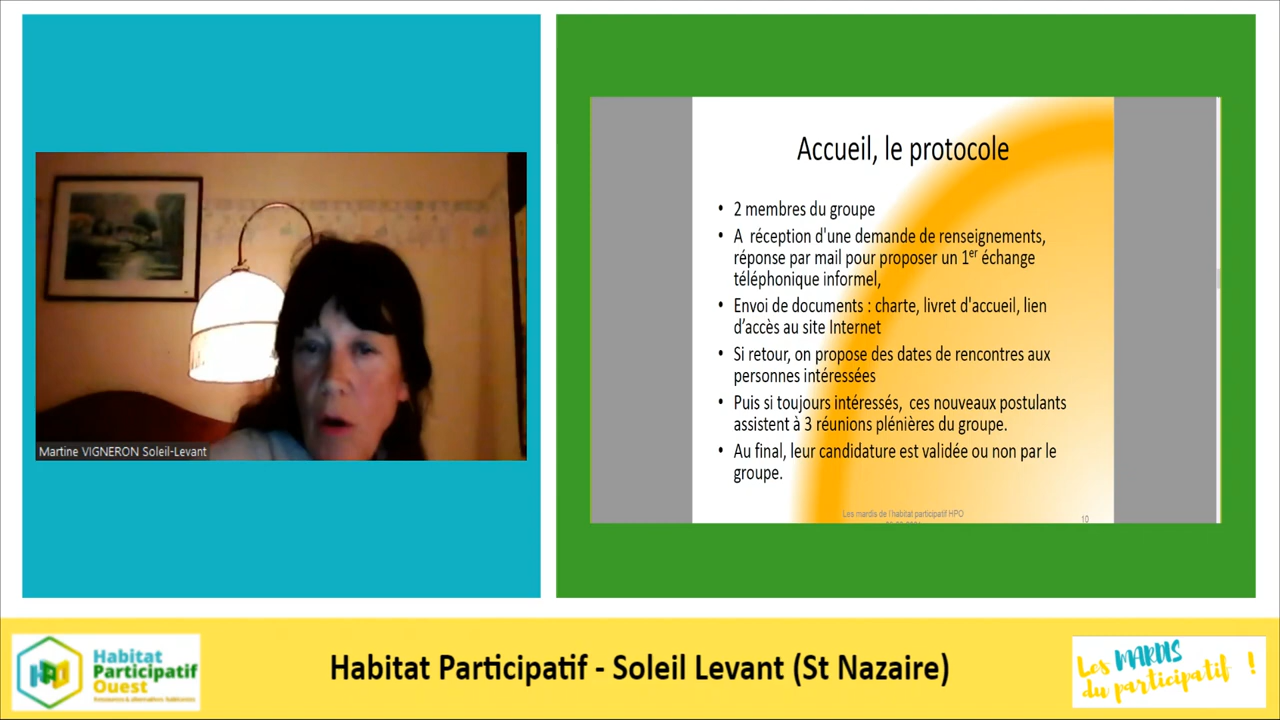 Accueil, le protocole
• 2 membres du groupe
• A réception d'une demande de renseignements,
réponse par mail pour proposer un 1er échange
téléphonique informel,
• Envoi de documents : charte, livret d'accueil, lien
d'accès au site Internet
• Si retour, on propose des dates de rencontres aux
personnes intéressées
• Puis si toujours intéressés, ces nouveaux postulants
assistent à 3 réunions plénières du groupe.
• Au final, leur candidature est validée ou non par le
groupe.
Les mardis de l'habitat participatif HPO
10
Martine VIGNERON Soleil-Levant
Habitat
Participatif
Ouest
Habitat Participatif - Soleil Levant (St Nazaire)
Les MARDIS
du participatif !